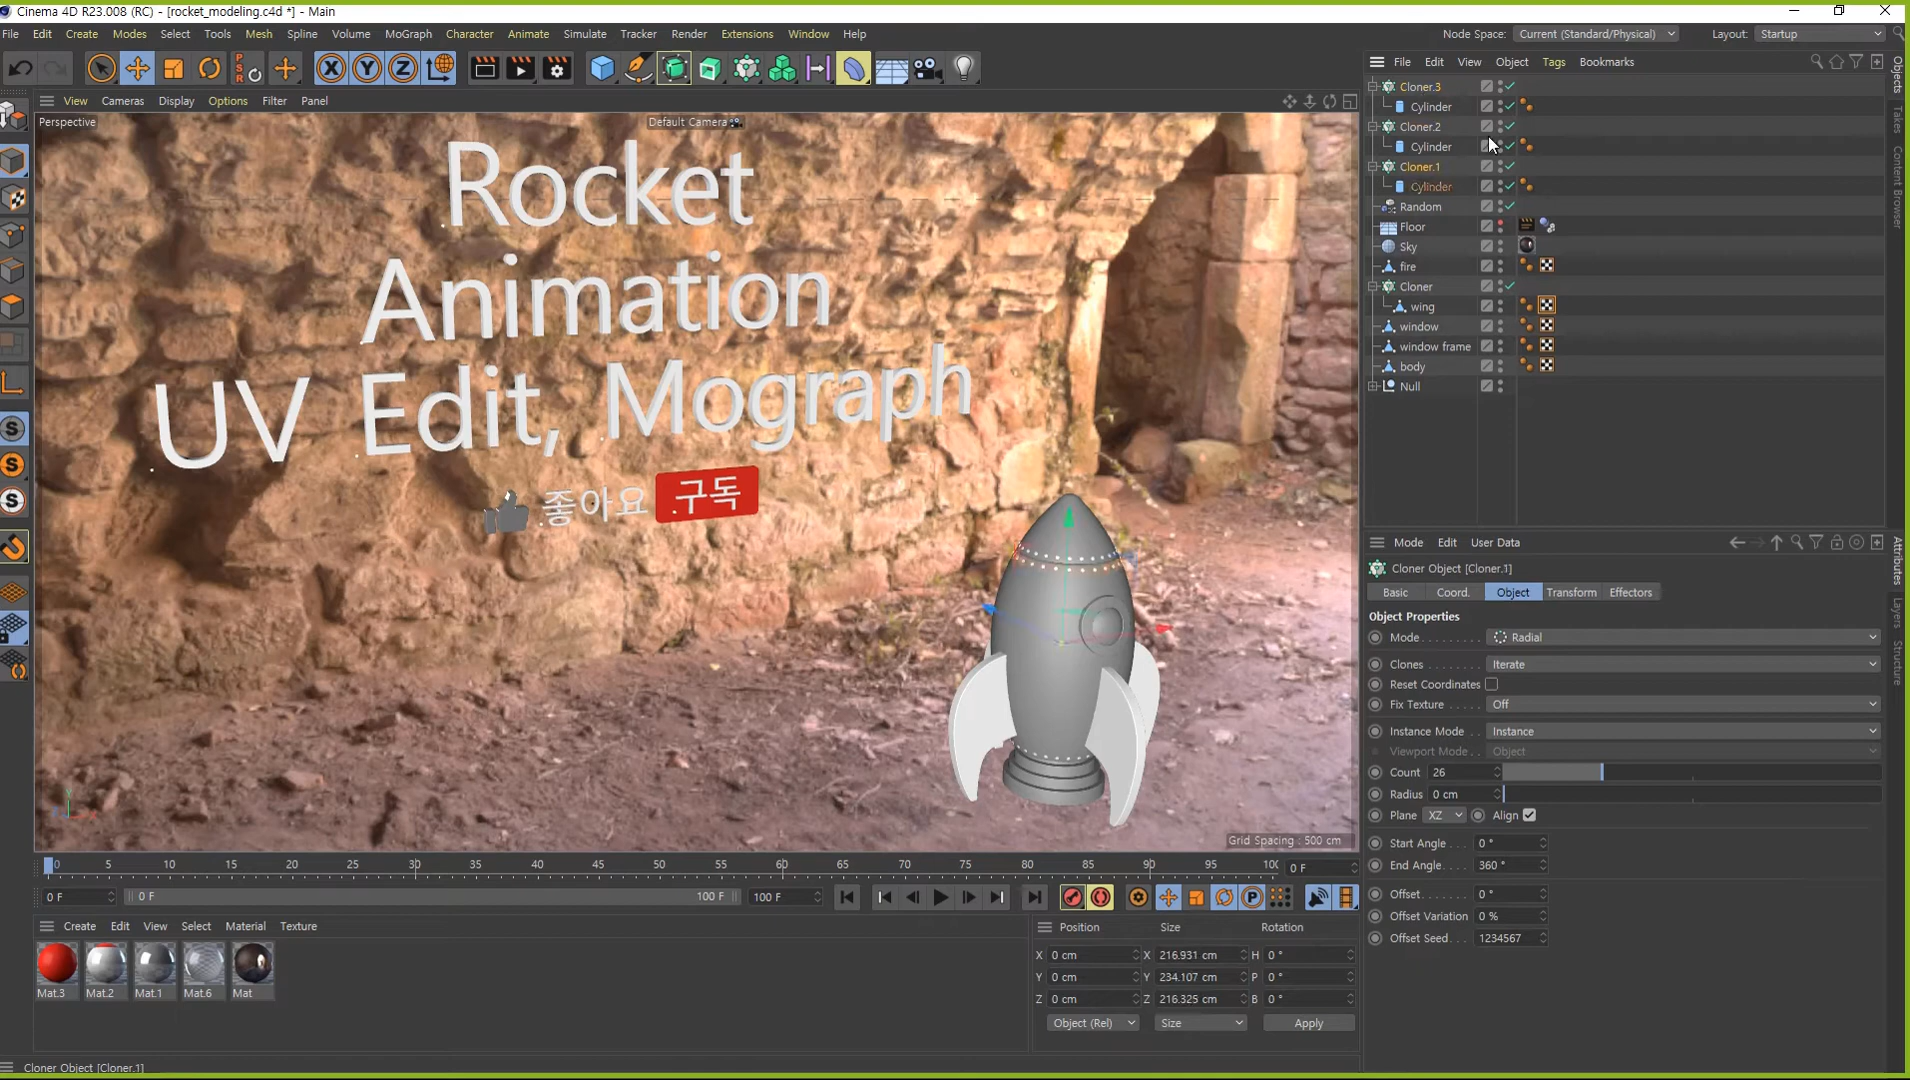 Cinema 4D R23.008 (RC) - [rocket_modeling.c4d *] - Main
File Edit Create Modes Select Tools Mesh Spline Volume MoGraph Character Animate Simulate Tracker Render Extensions Window Help
Node Space: Current (Standard/Physical) Layout: Startup
View Cameras Display Options Filter Panel
Perspective
Default Camera
Rocket
Animation
UV Edit, Mograph
좋아요 구독
Grid Spacing : 500 cm
0 5 10 15 20 25 30 35 40 45 50 55 60 65 70 75 80 85 90 95 100 0 F
0 F 0 F 100 F 100 F
Create Edit View Select Material Texture
Mat.3 Mat.2 Mat.1 Mat.6 Mat
Position Size Rotation
X 0 cm X 216.931 cm H 0 °
Y 0 cm Y 234.107 cm P 0 °
Z 0 cm Z 216.325 cm B 0 °
Object (Rel) Size Apply
Cloner Object [Cloner.1]
File Edit View Object Tags Bookmarks
Cloner.3
Cylinder
Cloner.2
Cylinder
Cloner.1
Cylinder
Random
Floor
Sky
fire
Cloner
wing
window
window frame
body
Null
Mode Edit User Data
Cloner Object [Cloner.1]
Basic Coord. Object Transform Effectors
Object Properties
Mode . . . . . . . . Radial
Clones . . . . . . . Iterate
Reset Coordinates
Fix Texture . . . . . Off
Instance Mode . . Instance
Viewport Mode . . Object
Count 26
Radius 0 cm
Plane XZ Align
Start Angle . . . 0 °
End Angle. . . . 360 °
Offset. . . . . . . 0 °
Offset Variation 0 %
Offset Seed. . . 1234567
Objects
Takes
Content Browser
Attributes
Layers
Structure